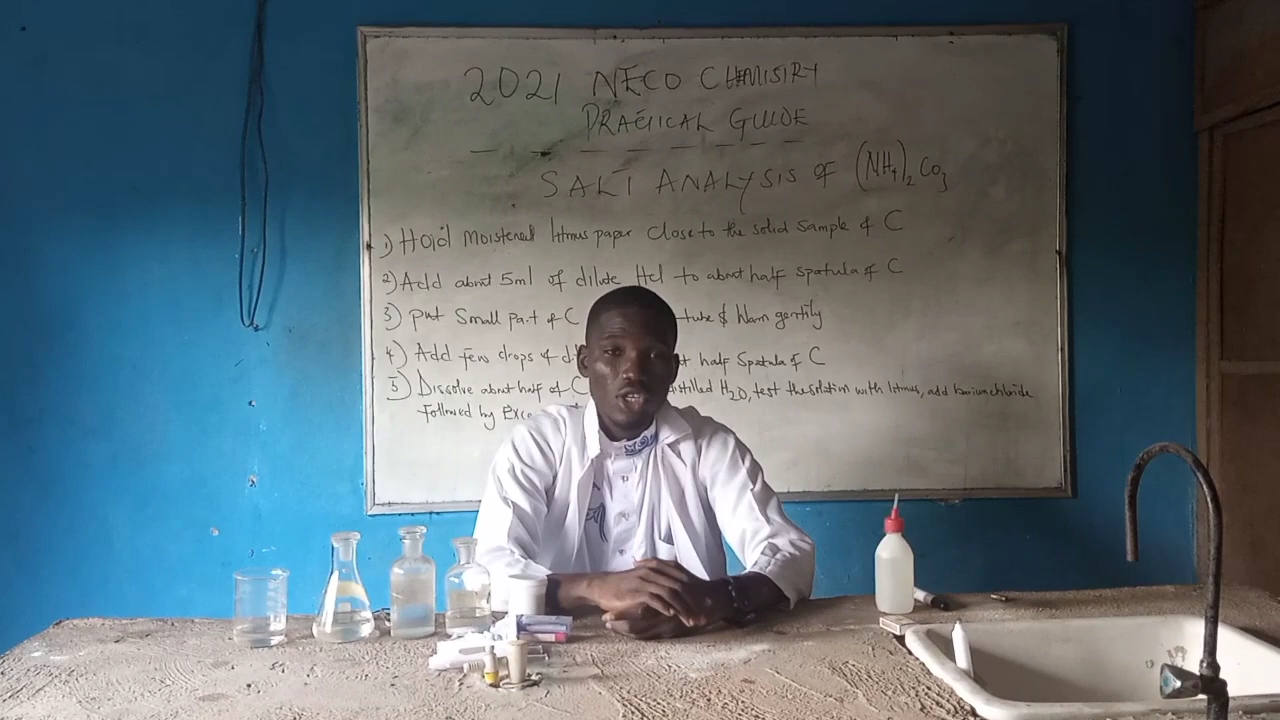 2021 NECO CHEMISTRY
PRACTICAL GUIDE
SALT ANALYSIS OF (NH4)2 CO3
1) Hold moistened litmus paper close to the solid sample of C
2) Add about 5ml of dilute Hcl to about half spatula of C
3) put small part of C tube & warm gently
4) Add few drops of half spatula of C
5) Dissolve about half of C distilled H2O, test the solution with litmus, add barium chloride
Followed by